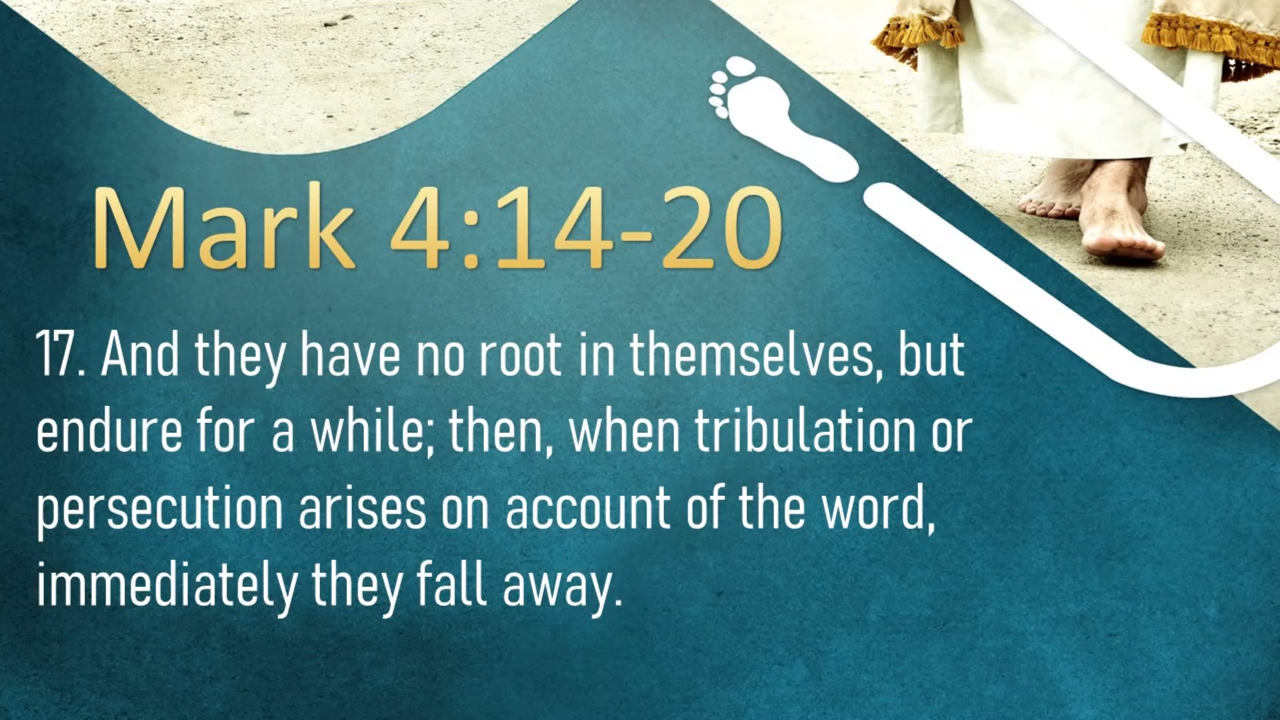 Mark 4:14-20
17. And they have no root in themselves, but
endure for a while; then, when tribulation or
persecution arises on account of the word,
immediately they fall away.